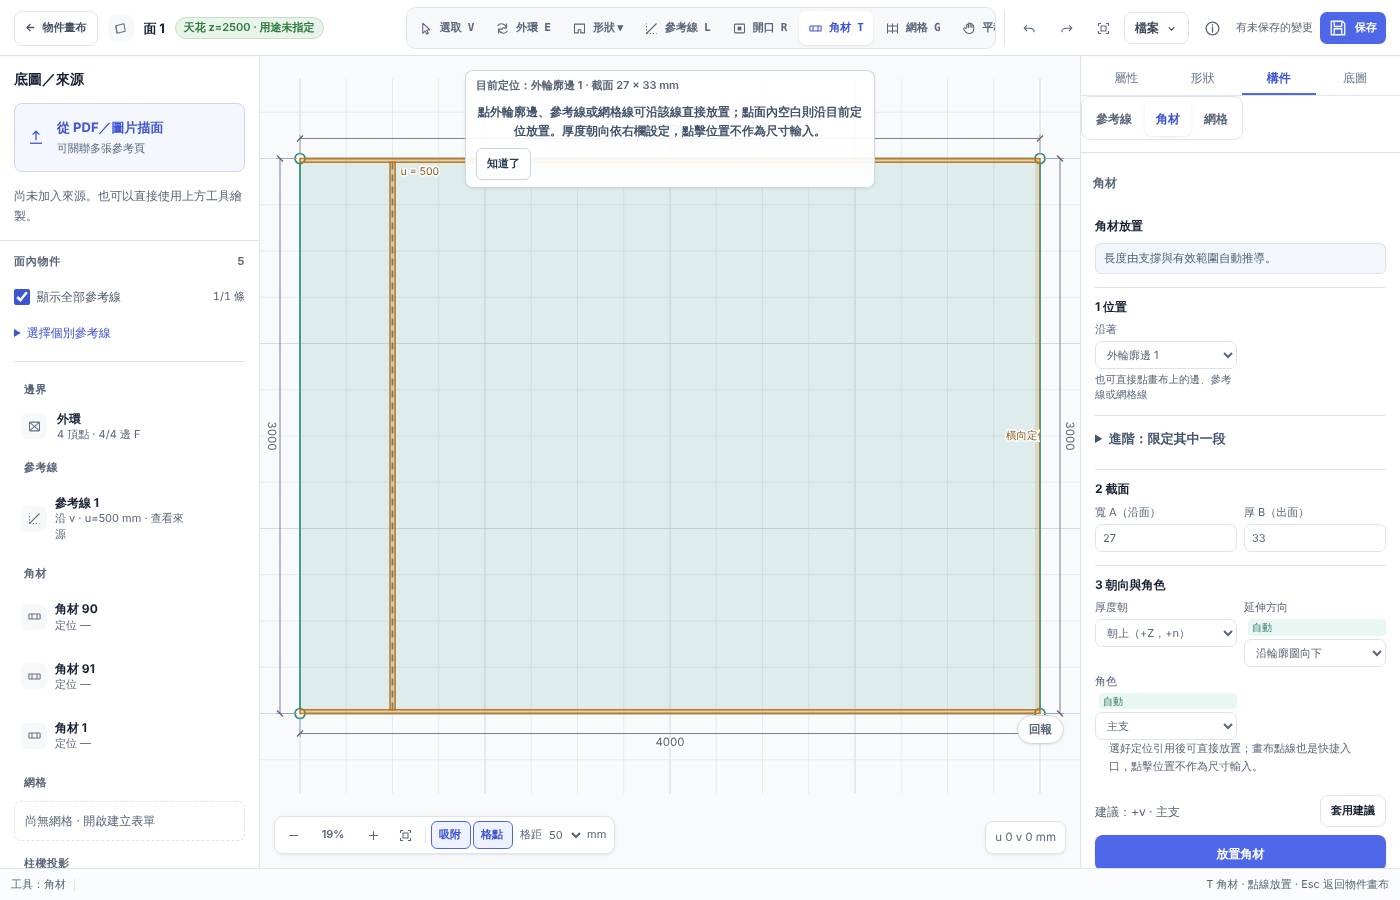 物件畫布
面 1
天花 z=2500 · 用途未指定
選取 V
外環 E
形狀▾
參考線 L
開口 R
角材 T
網格 G
檔案
有未保存的變更
保存
底圖／來源
從 PDF／圖片描面
可關聯多張參考頁
尚未加入來源。也可以直接使用上方工具繪
製。
面內物件
5
顯示全部參考線
1/1 條
選擇個別參考線
邊界
外環
4 頂點 · 4/4 邊 F
參考線
參考線 1
沿 v · u=500 mm · 查看來
源
角材
角材 90
定位 —
角材 91
定位 —
角材 1
定位 —
網格
尚無網格 · 開啟建立表單
柱樑投影
目前定位：外輪廓邊 1 · 截面 27 × 33 mm
點外輪廓邊、參考線或網格線可沿該線直接放置；點面內空白則沿目前定
位放置。厚度朝向依右欄設定，點擊位置不作為尺寸輸入。
知道了
u = 500
3000
橫向定
3000
4000
回報
19%
吸附
格點
格距
50
mm
u 0 v 0 mm
屬性
形狀
構件
底圖
參考線
角材
網格
角材
角材放置
長度由支撐與有效範圍自動推導。
1 位置
沿著
外輪廓邊 1
也可直接點畫布上的邊、參考
線或網格線
進階：限定其中一段
2 截面
寬 A（沿面）
厚 B（出面）
27
33
3 朝向與角色
厚度朝
延伸方向
自動
朝上（+Z，+n）
沿輪廓圖向下
角色
自動
主支
選好定位引用後可直接放置；畫布點線也是快捷入
口，點擊位置不作為尺寸輸入。
建議：+v · 主支
套用建議
放置角材
工具：角材
T 角材 · 點線放置 · Esc 返回物件畫布